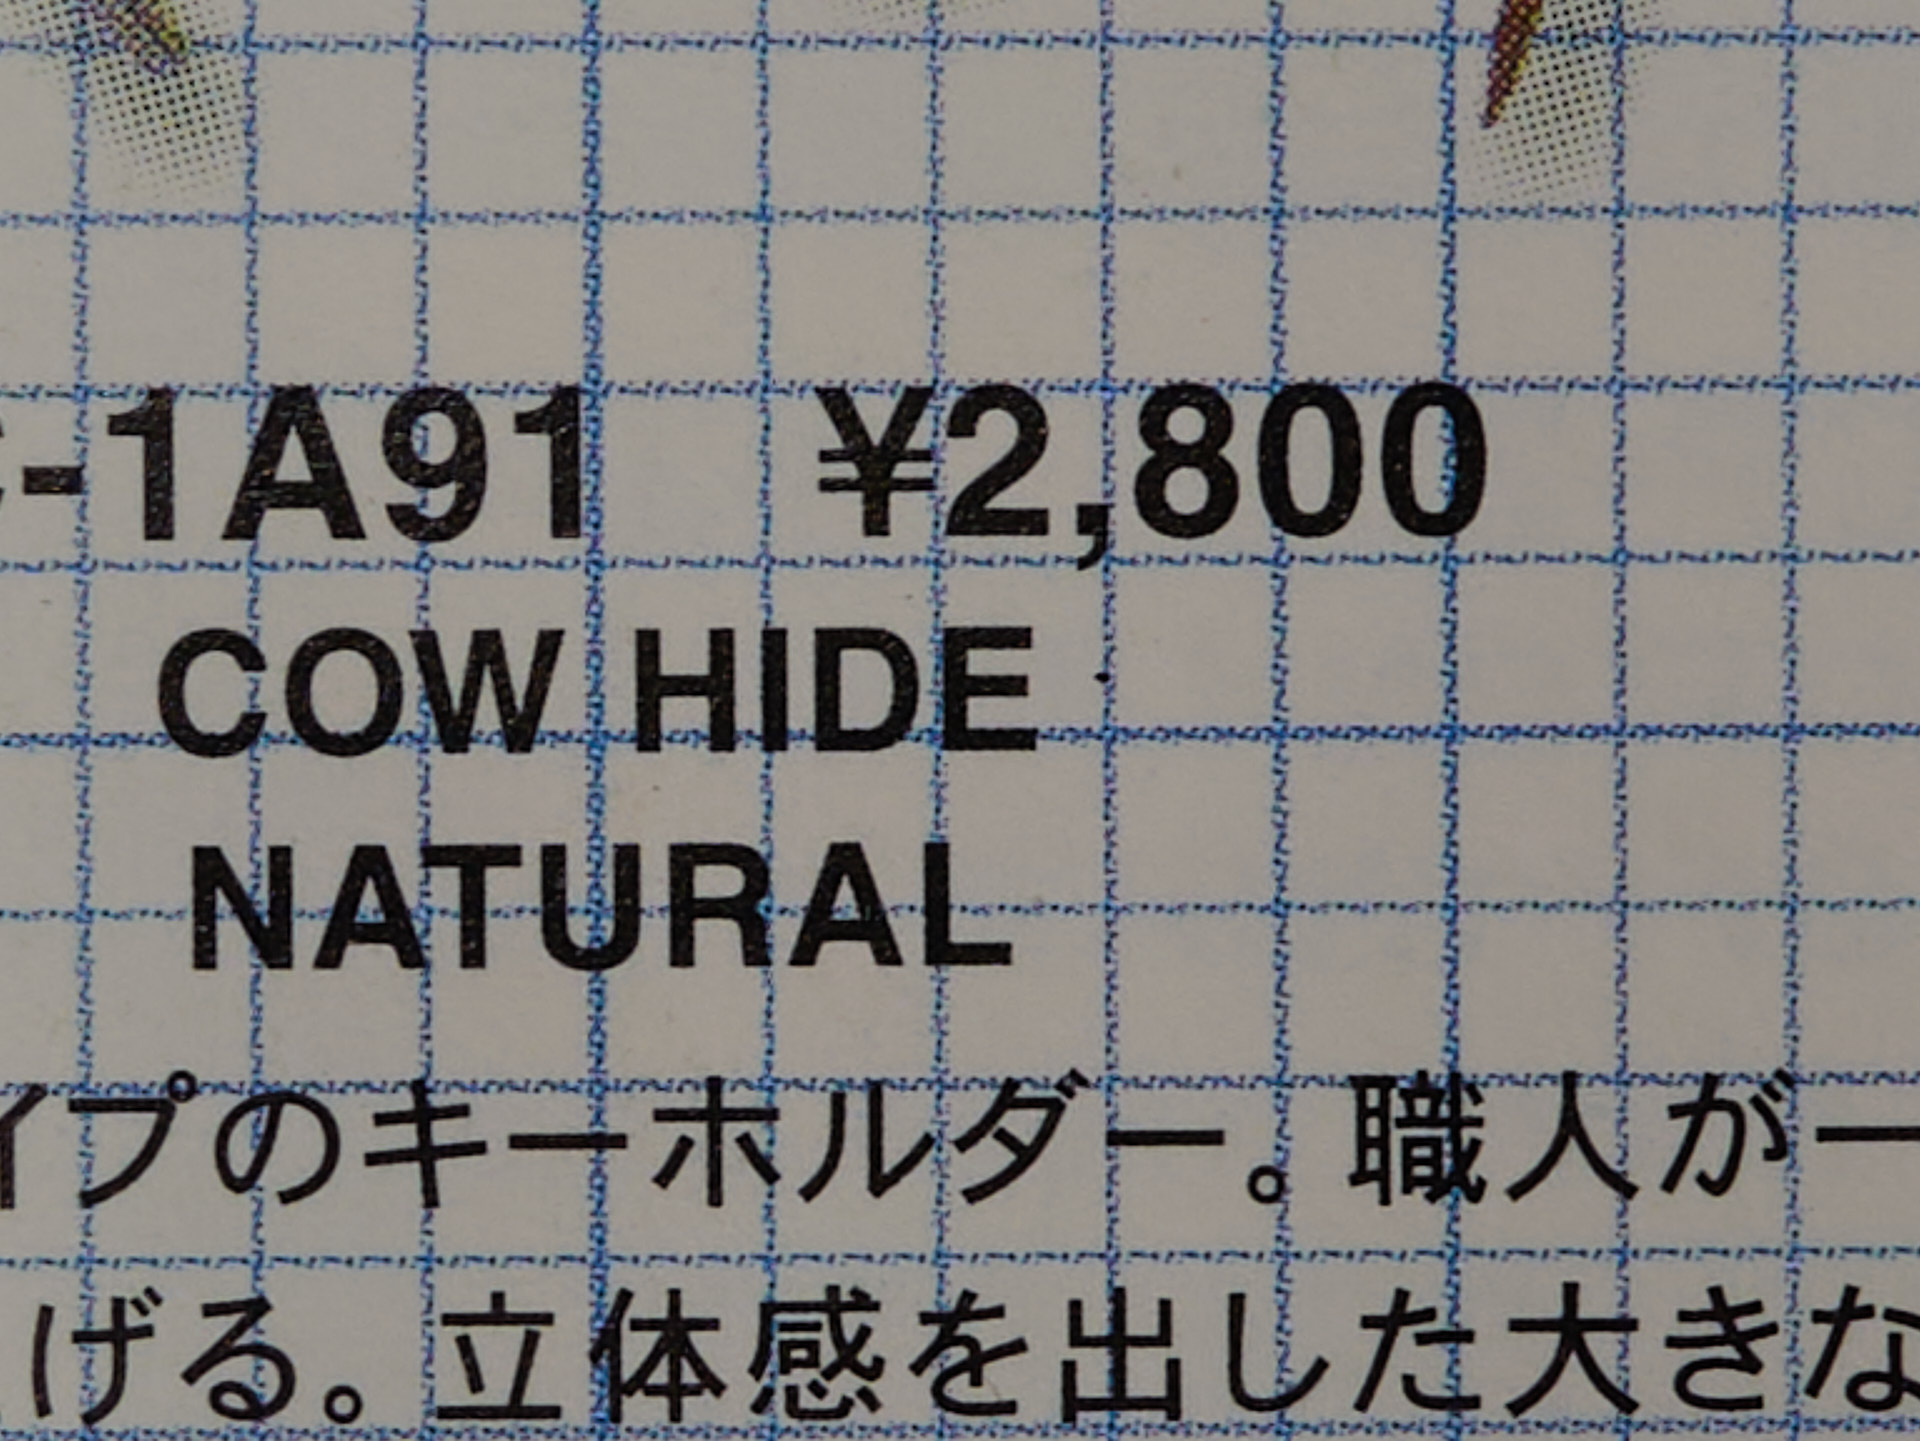 -1A91 ¥2,800
COW HIDE
NATURAL
イプのキーホルダー。職人が一
げる。立体感を出した大きな